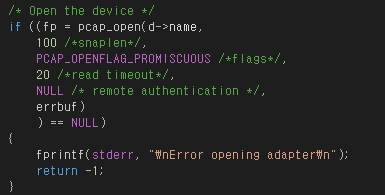 /* Open the device */
if ((fp = pcap_open(d->name,
100 /*snaplen*/,
PCAP_OPENFLAG_PROMISCUOUS /*flags*/,
20 /*read timeout*/,
NULL /* remote authentication */,
errbuf)
) == NULL)
{
fprintf(stderr, "₩nError opening adapter₩n");
return -1;
}